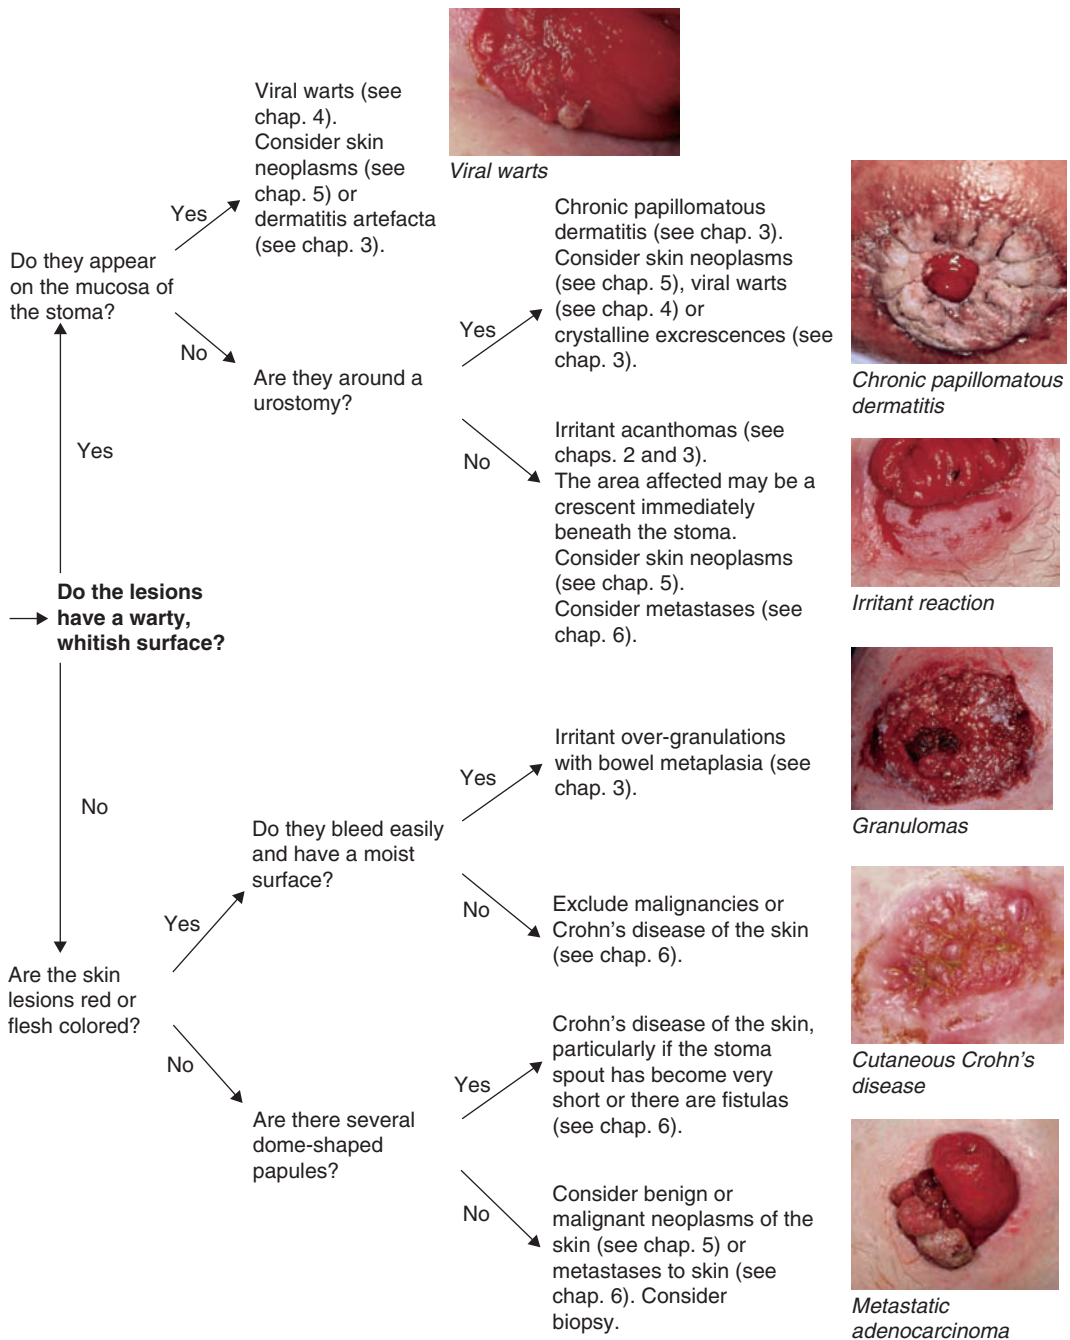 Viral warts (see
chap. 4).
Consider skin
neoplasms (see
chap. 5) or
dermatitis artefacta
(see chap. 3).
Viral warts
Yes
Do they appear
on the mucosa of
the stoma?
No
Chronic papillomatous
dermatitis (see chap. 3).
Consider skin neoplasms
(see chap. 5), viral warts
(see chap. 4) or
crystalline excrescences (see
chap. 3).
Chronic papillomatous
dermatitis
Yes
Are they around a
urostomy?
No
Yes
Irritant acanthomas (see
chaps. 2 and 3).
The area affected may be a
crescent immediately
beneath the stoma.
Consider skin neoplasms
(see chap. 5).
Consider metastases (see
chap. 6).
Irritant reaction
Do the lesions
have a warty,
whitish surface?
No
Irritant over-granulations
with bowel metaplasia (see
chap. 3).
Granulomas
Yes
Do they bleed easily
and have a moist
surface?
No
Exclude malignancies or
Crohn's disease of the skin
(see chap. 6).
Yes
Are the skin
lesions red or
flesh colored?
No
Crohn's disease of the skin,
particularly if the stoma
spout has become very
short or there are fistulas
(see chap. 6).
Cutaneous Crohn's
disease
Yes
Are there several
dome-shaped
papules?
No
Consider benign or
malignant neoplasms of the
skin (see chap. 5) or
metastases to skin (see
chap. 6). Consider
biopsy.
Metastatic
adenocarcinoma